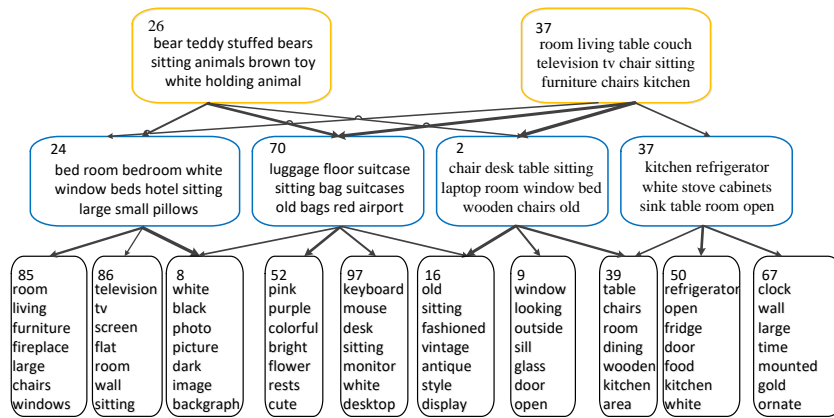 26
bear teddy stuffed bears
sitting animals brown toy
white holding animal
37
room living table couch
television tv chair sitting
furniture chairs kitchen
24
bed room bedroom white
window beds hotel sitting
large small pillows
70
luggage floor suitcase
sitting bag suitcases
old bags red airport
2
chair desk table sitting
laptop room window bed
wooden chairs old
37
kitchen refrigerator
white stove cabinets
sink table room open
85
room
living
furniture
fireplace
large
chairs
windows
86
television
tv
screen
flat
room
wall
sitting
8
white
black
photo
picture
dark
image
backgraph
52
pink
purple
colorful
bright
flower
rests
cute
97
keyboard
mouse
desk
sitting
monitor
white
desktop
16
old
sitting
fashioned
vintage
antique
style
display
9
window
looking
outside
sill
glass
door
open
39
table
chairs
room
dining
wooden
kitchen
area
50
refrigerator
open
fridge
door
food
kitchen
white
67
clock
wall
large
time
mounted
gold
ornate